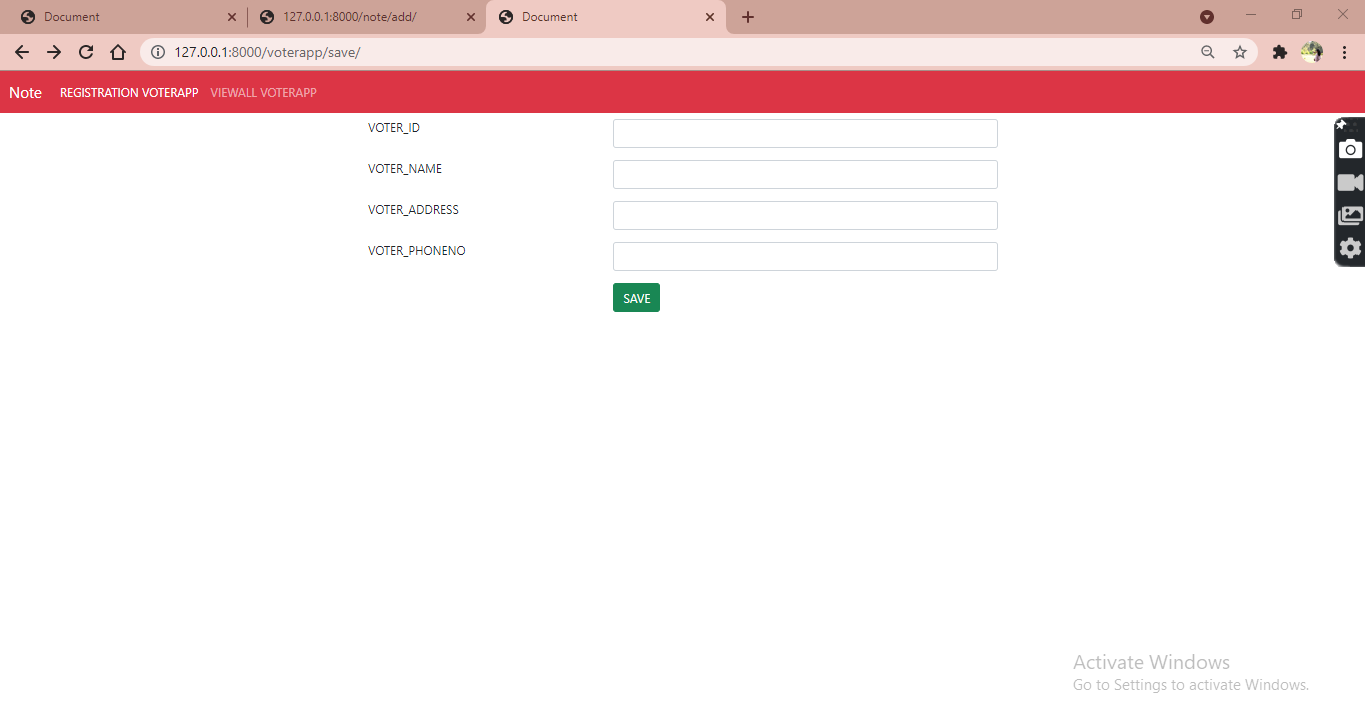 Document
127.0.0.1:8000/note/add/
Document
127.0.0.1:8000/voterapp/save/
Note REGISTRATION VOTERAPP VIEWALL VOTERAPP
VOTER_ID
VOTER_NAME
VOTER_ADDRESS
VOTER_PHONENO
SAVE
Activate Windows
Go to Settings to activate Windows.